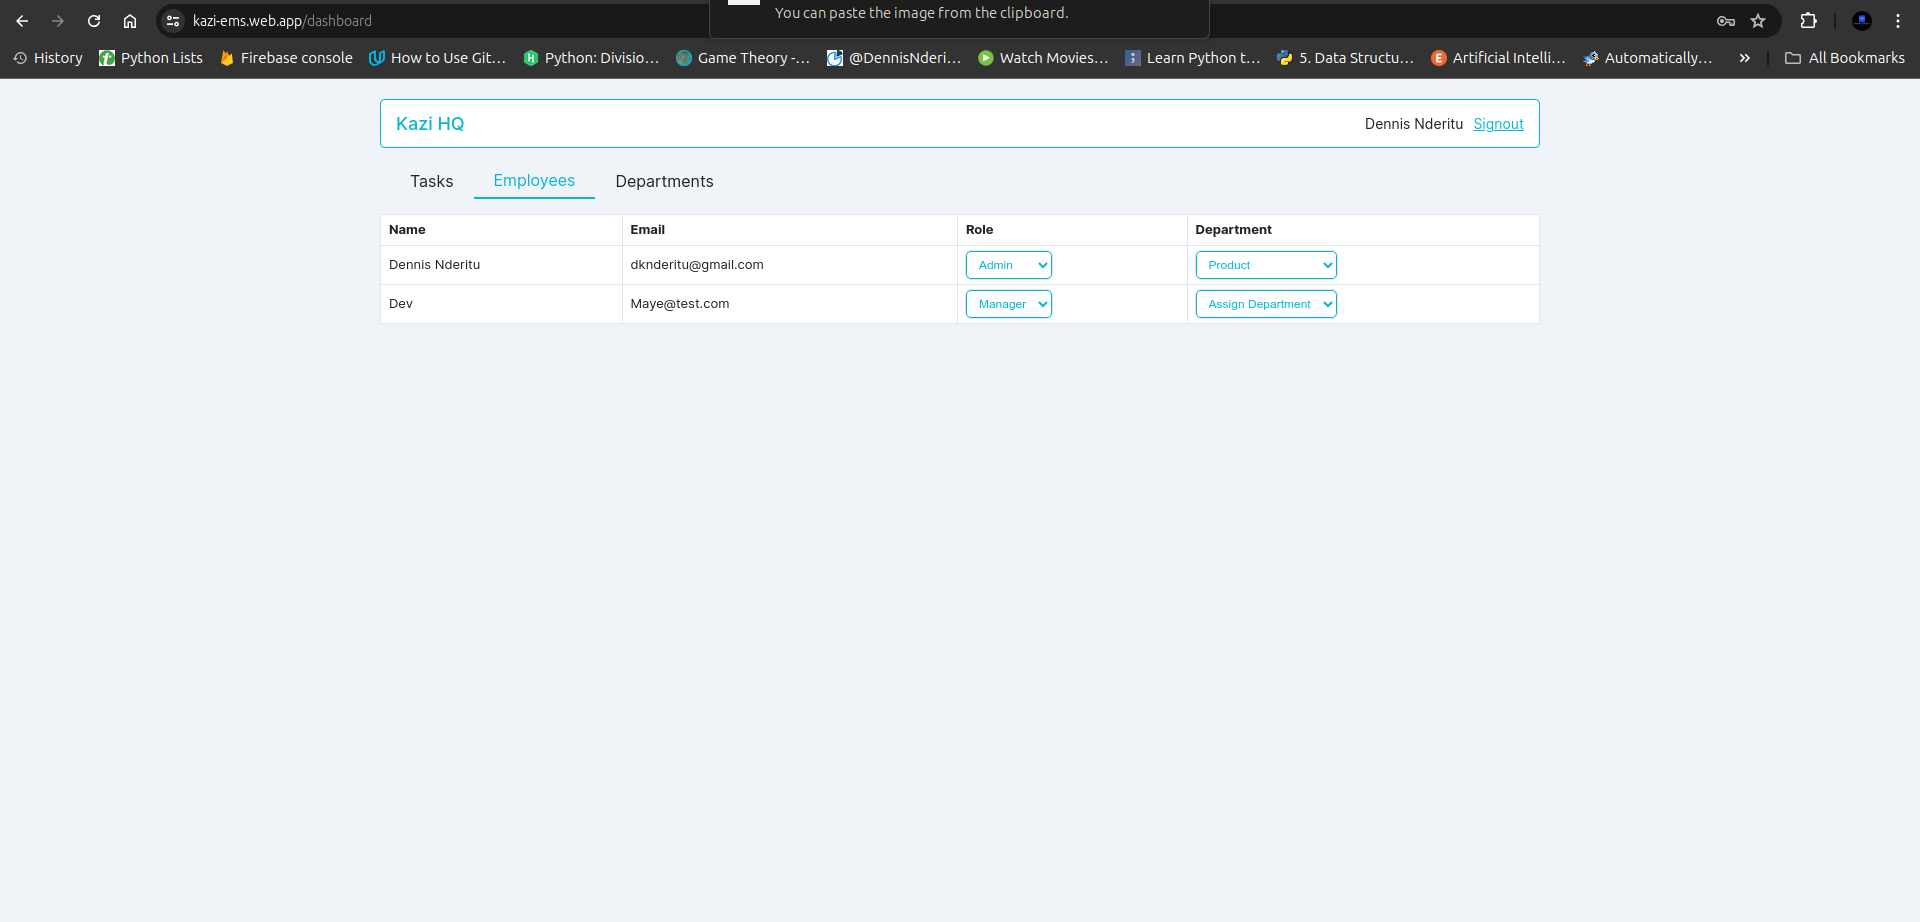 You can paste the image from the clipboard.
kazi-ems.web.app/dashboard
History Python Lists Firebase console How to Use Git... Python: Divisio... Game Theory -... @DennisNderi... Watch Movies... Learn Python t... 5. Data Structu... Artificial Intelli... Automatically... » All Bookmarks
Kazi HQ Dennis Nderitu Signout
Tasks Employees Departments
Name Email Role Department
Dennis Nderitu dknderitu@gmail.com Admin Product
Dev Maye@test.com Manager Assign Department